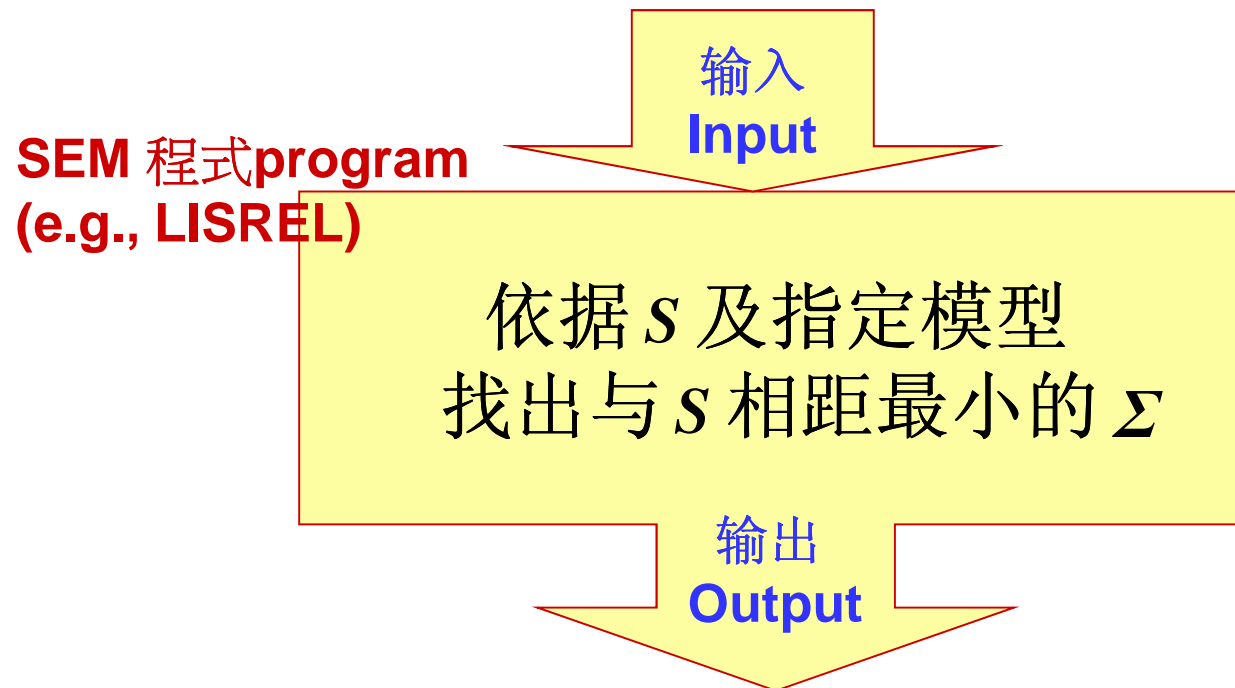 输入
Input
SEM 程式program
(e.g., LISREL)
依据 S 及指定模型
找出与 S 相距最小的 Σ
输出
Output